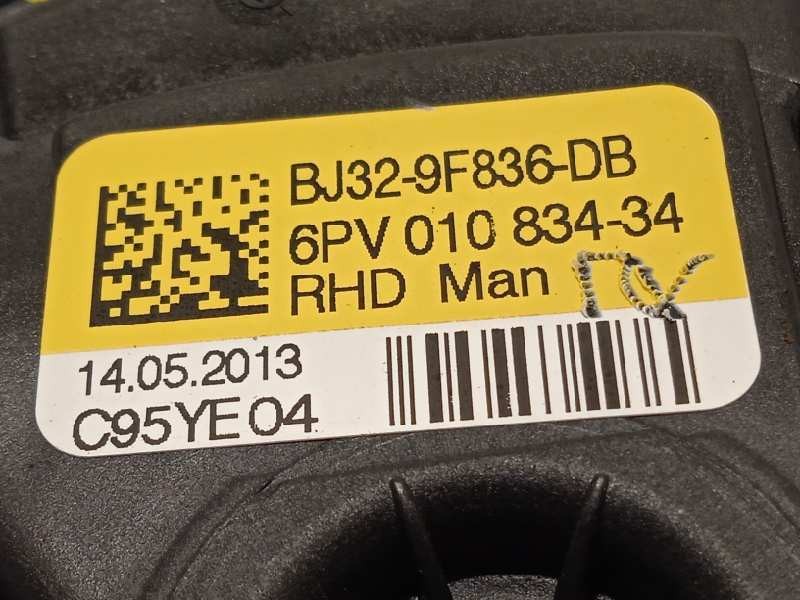 BJ32-9F836-DB
6PV 010 834-34
RHD Man
14.05.2013
C95YE04